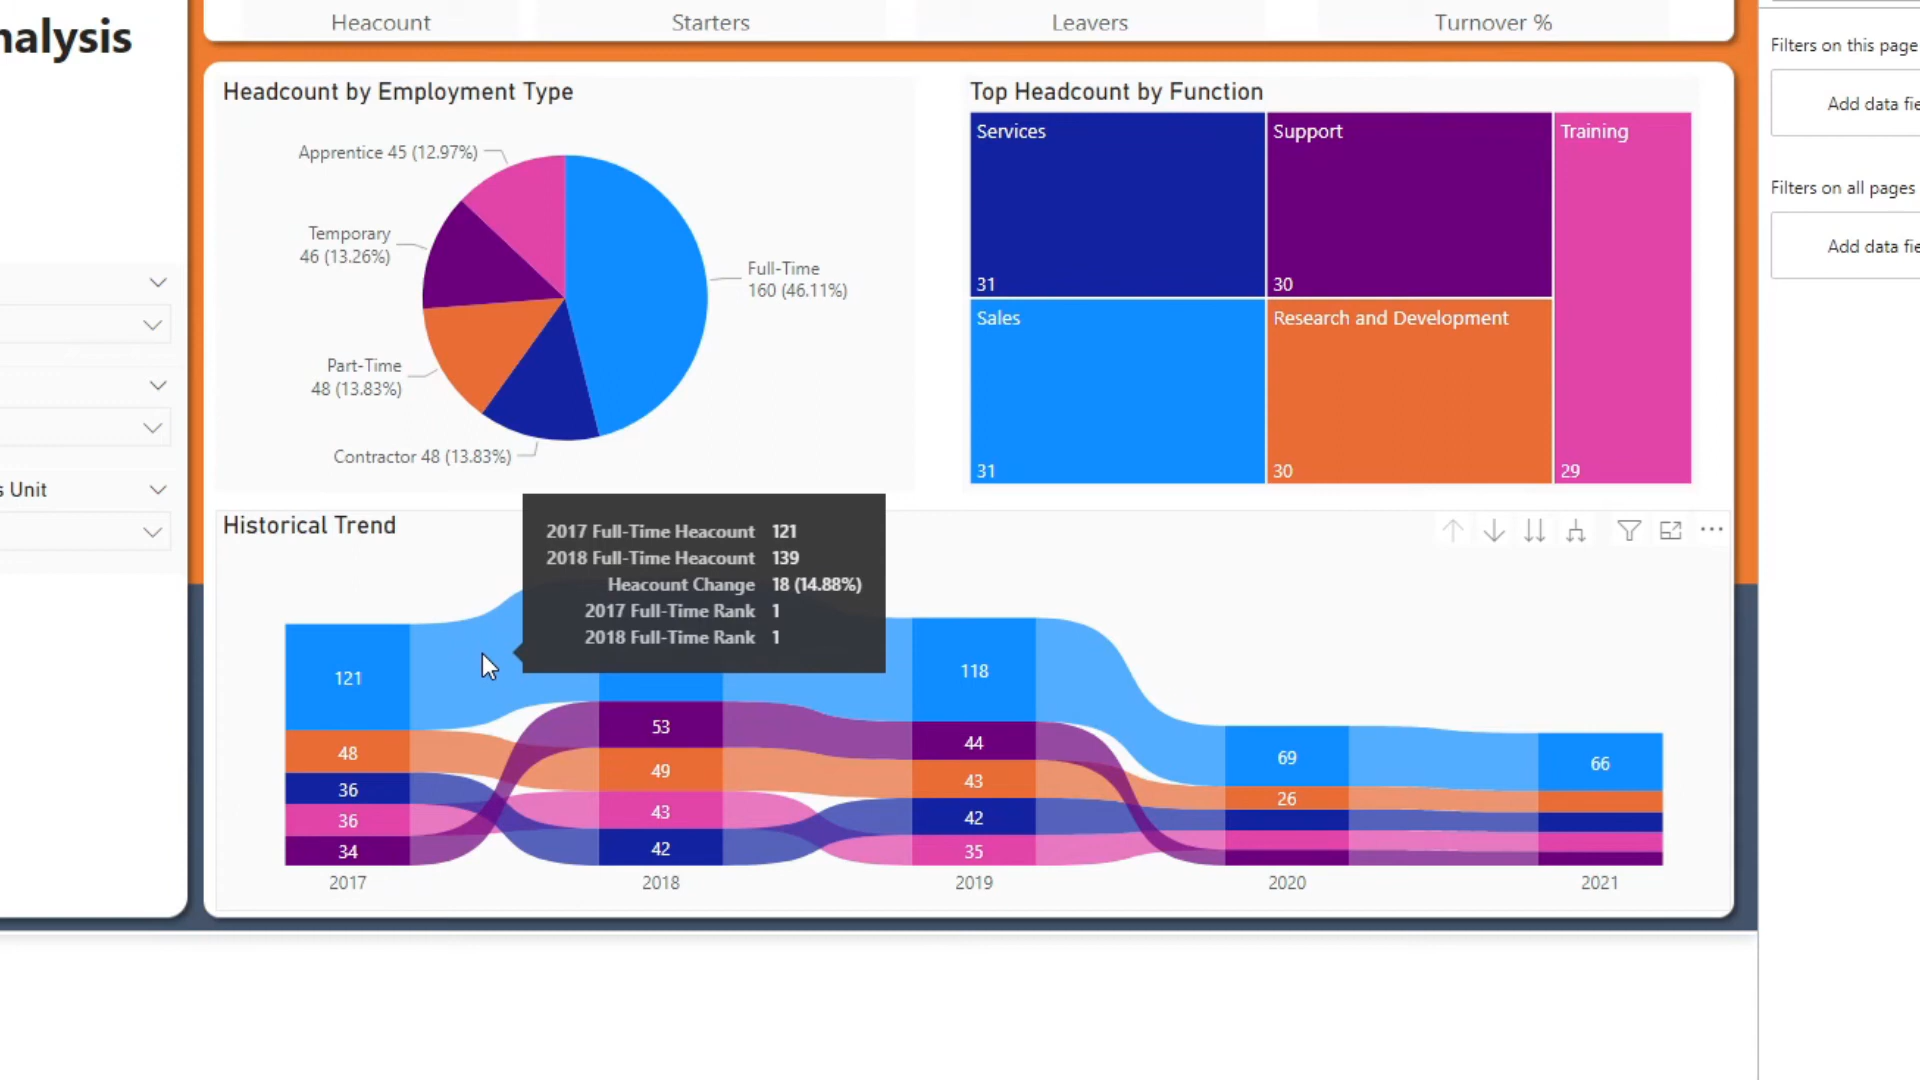 nalysis
Heacount
Starters
Leavers
Turnover %
Filters on this page
Add data fie
Filters on all pages
Add data fie
s Unit
Headcount by Employment Type
Apprentice 45 (12.97%)
Temporary
46 (13.26%)
Full-Time
160 (46.11%)
Part-Time
48 (13.83%)
Contractor 48 (13.83%)
Top Headcount by Function
Services
31
Support
30
Training
29
Sales
31
Research and Development
30
Historical Trend
2017 Full-Time Heacount 121
2018 Full-Time Heacount 139
Heacount Change 18 (14.88%)
2017 Full-Time Rank 1
2018 Full-Time Rank 1
121
48
36
36
34
53
49
43
42
118
44
43
42
35
69
26
66
2017
2018
2019
2020
2021